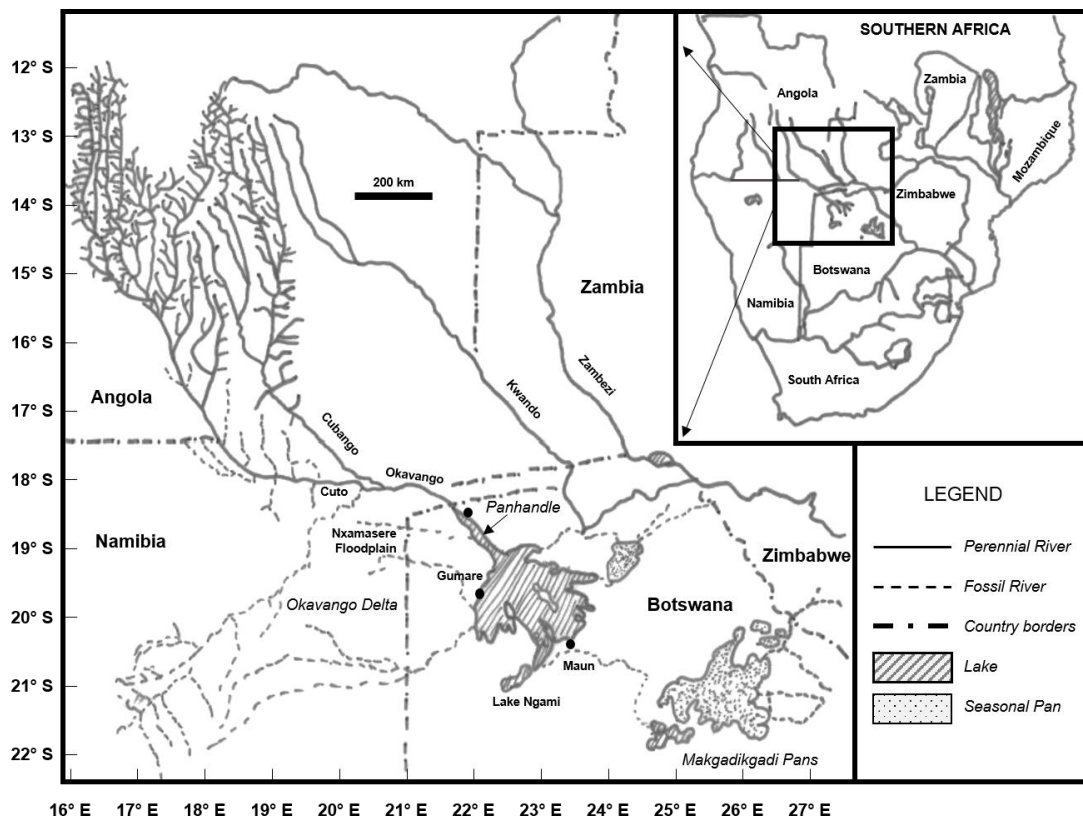 SOUTHERN AFRICA
Zambia
Angola
Mozambique
Zimbabwe
Botswana
Namibia
South Africa
12° S
13° S
14° S
15° S
16° S
17° S
18° S
19° S
20° S
21° S
22° S
200 km
Zambia
Angola
Zambezi
Kwando
Cubango
Okavango
Cuto
Panhandle
Nxamasere
Floodplain
Namibia
Zimbabwe
Gumare
Okavango Delta
Botswana
Maun
Lake Ngami
Makgadikgadi Pans
LEGEND
Perennial River
Fossil River
Country borders
Lake
Seasonal Pan
16° E
17° E
18° E
19° E
20° E
21° E
22° E
23° E
24° E
25° E
26° E
27° E